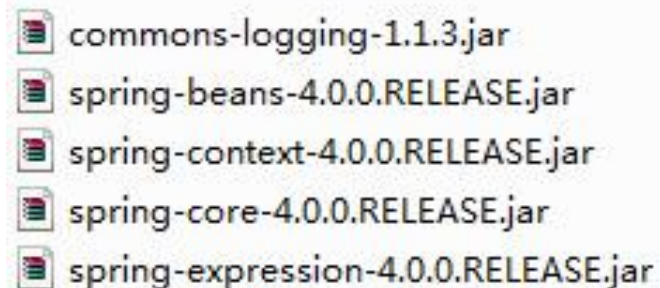 commons-logging-1.1.3.jar
spring-beans-4.0.0.RELEASE.jar
spring-context-4.0.0.RELEASE.jar
spring-core-4.0.0.RELEASE.jar
spring-expression-4.0.0.RELEASE.jar